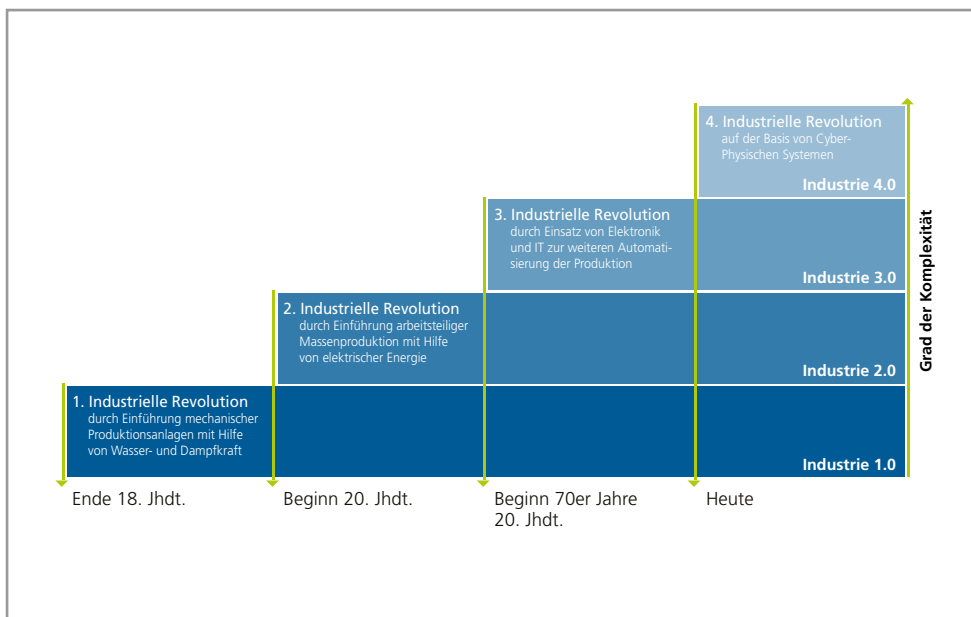 4. Industrielle Revolution
auf der Basis von Cyber-
Physischen Systemen
Industrie 4.0
3. Industrielle Revolution
durch Einsatz von Elektronik
und IT zur weiteren Automati-
sierung der Produktion
Industrie 3.0
2. Industrielle Revolution
durch Einführung arbeitsteiliger
Massenproduktion mit Hilfe
von elektrischer Energie
Industrie 2.0
1. Industrielle Revolution
durch Einführung mechanischer
Produktionsanlagen mit Hilfe
von Wasser- und Dampfkraft
Industrie 1.0
Grad der Komplexität
Ende 18. Jhdt.
Beginn 20. Jhdt.
Beginn 70er Jahre
20. Jhdt.
Heute